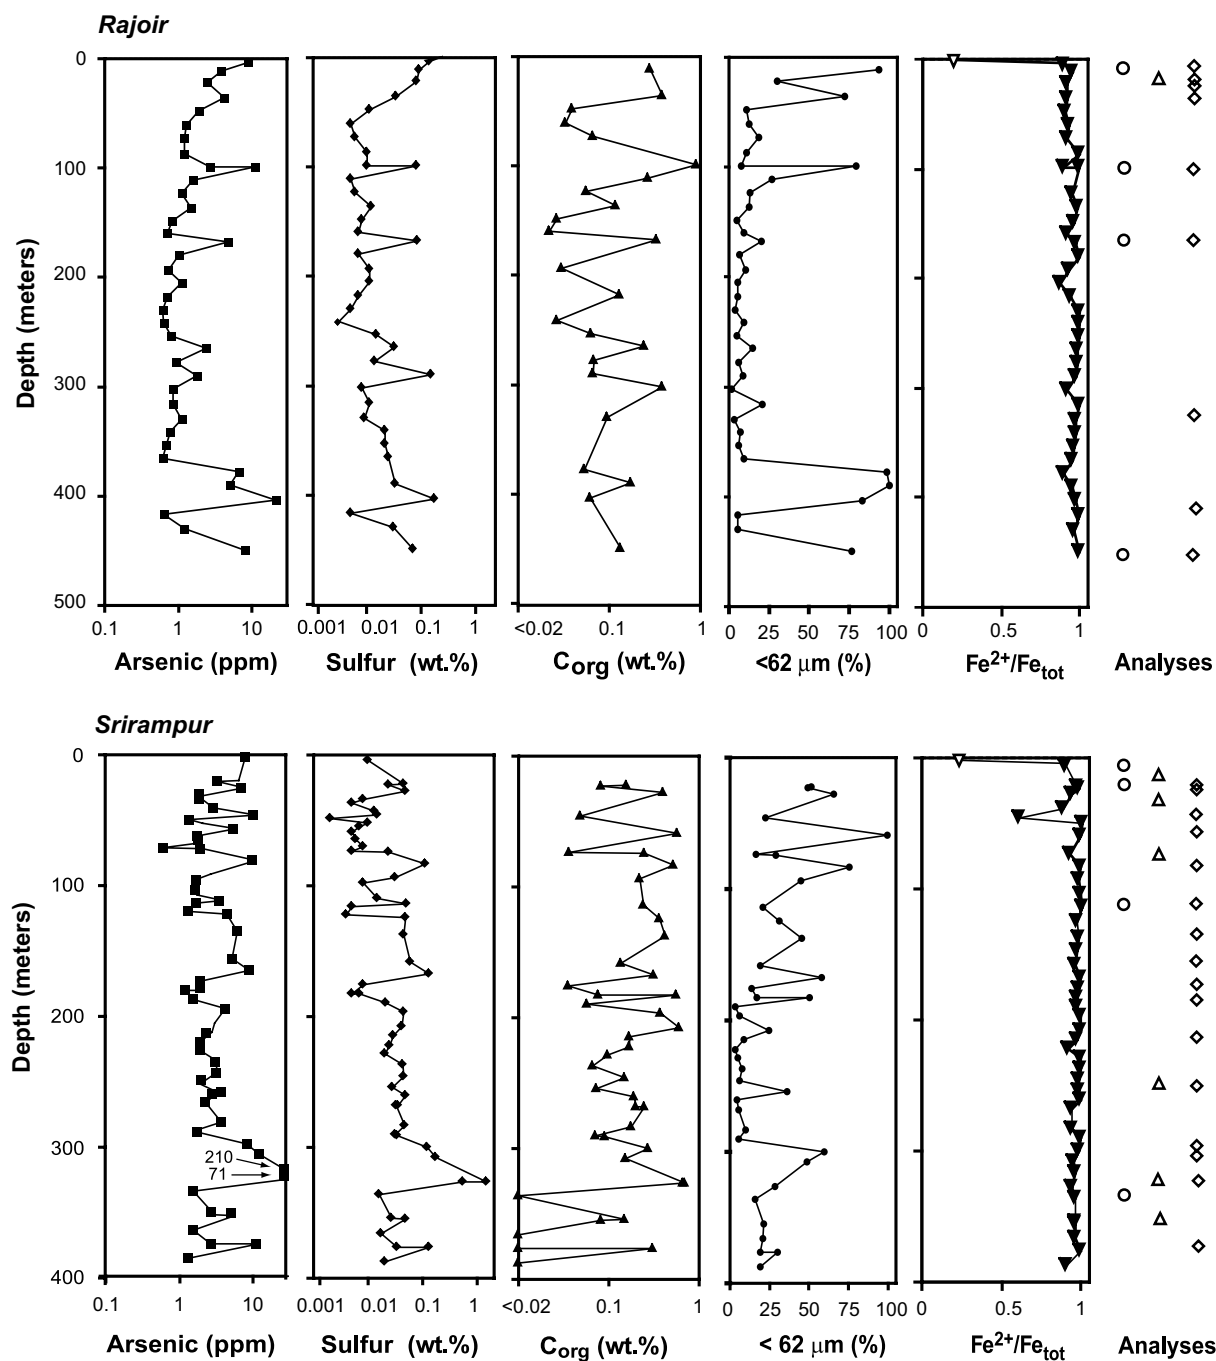 Rajoir
0
100
200
300
400
500
Depth (meters)
0.1 1 10
Arsenic (ppm)
0.001 0.01 0.1 1
Sulfur (wt.%)
<0.02 0.1 1
Corg (wt.%)
0 25 50 75 100
<62 µm (%)
0 0.5 1
Fe2+/Fetot
Analyses
Srirampur
0
100
200
300
400
Depth (meters)
210
71
0.1 1 10
Arsenic (ppm)
0.001 0.01 0.1 1
Sulfur (wt.%)
<0.02 0.1 1
Corg (wt.%)
0 25 50 75 100
< 62 µm (%)
0 0.5 1
Fe2+/Fetot
Analyses